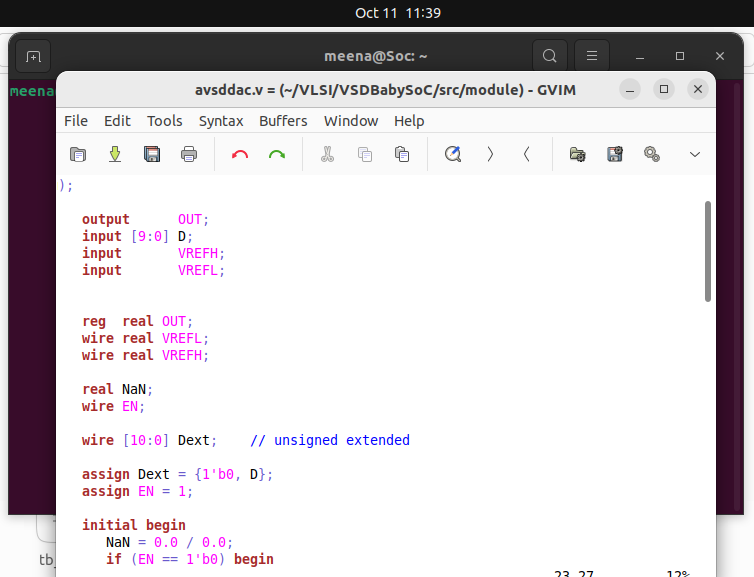 Oct 11 11:39
meena@Soc: ~
meena
avsddac.v = (~/VLSI/VSDBabySoC/src/module) - GVIM
File Edit Tools Syntax Buffers Window Help
);
output OUT;
input [9:0] D;
input VREFH;
input VREFL;
reg real OUT;
wire real VREFL;
wire real VREFH;
real NaN;
wire EN;
wire [10:0] Dext; // unsigned extended
assign Dext = {1'b0, D};
assign EN = 1;
initial begin
NaN = 0.0 / 0.0;
if (EN == 1'b0) begin
tb_
23,27 12%